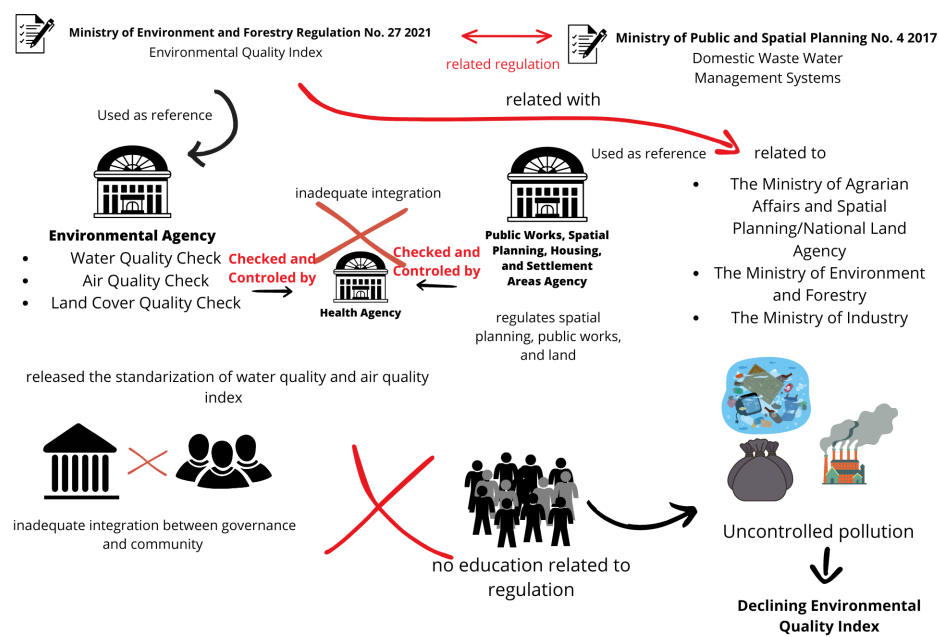 Ministry of Environment and Forestry Regulation No. 27 2021
Environmental Quality Index
related regulation
Ministry of Public and Spatial Planning No. 4 2017
Domestic Waste Water
Management Systems
Used as reference
related with
Used as reference
related to
inadequate integration
Environmental Agency
• Water Quality Check
• Air Quality Check
• Land Cover Quality Check
Checked and
Controled by
Health Agency
Checked and
Controled by
Public Works, Spatial
Planning, Housing,
and Settlement
Areas Agency
regulates spatial
planning, public works,
and land
• The Ministry of Agrarian
Affairs and Spatial
Planning/National Land
Agency
• The Ministry of Environment
and Forestry
• The Ministry of Industry
released the standarization of water quality and air quality
index
inadequate integration between governance
and community
no education related to
regulation
Uncontrolled pollution
Declining Environmental
Quality Index